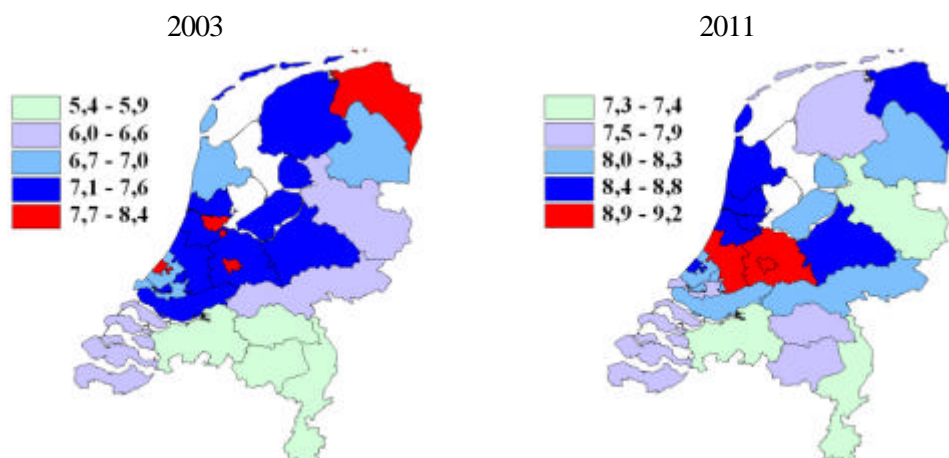 2003
5,4 - 5,9
6,0 - 6,6
6,7 - 7,0
7,1 - 7,6
7,7 - 8,4
2011
7,3 - 7,4
7,5 - 7,9
8,0 - 8,3
8,4 - 8,8
8,9 - 9,2